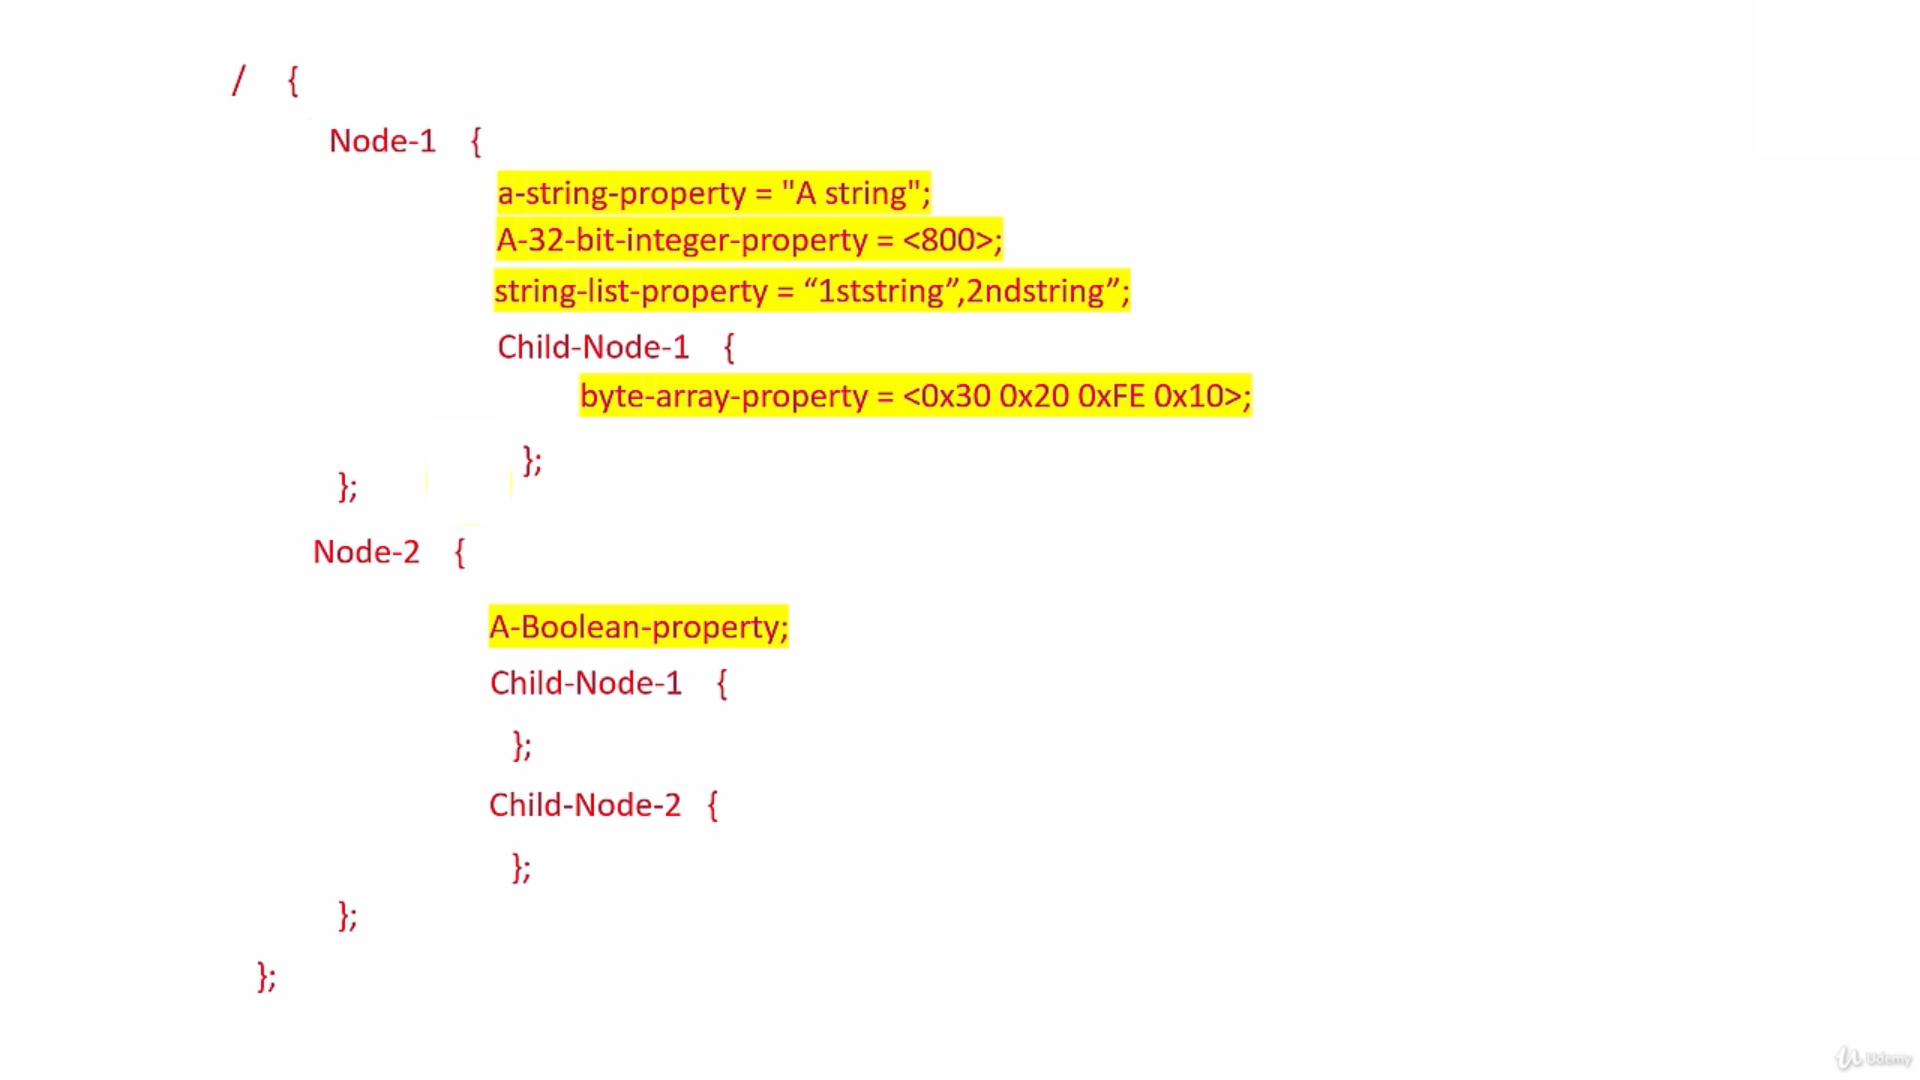 / {
Node-1 {
a-string-property = "A string";
A-32-bit-integer-property = <800>;
string-list-property = “1ststring”,2ndstring”;
Child-Node-1 {
byte-array-property = <0x30 0x20 0xFE 0x10>;
};
};
Node-2 {
A-Boolean-property;
Child-Node-1 {
};
Child-Node-2 {
};
};
};
Udemy